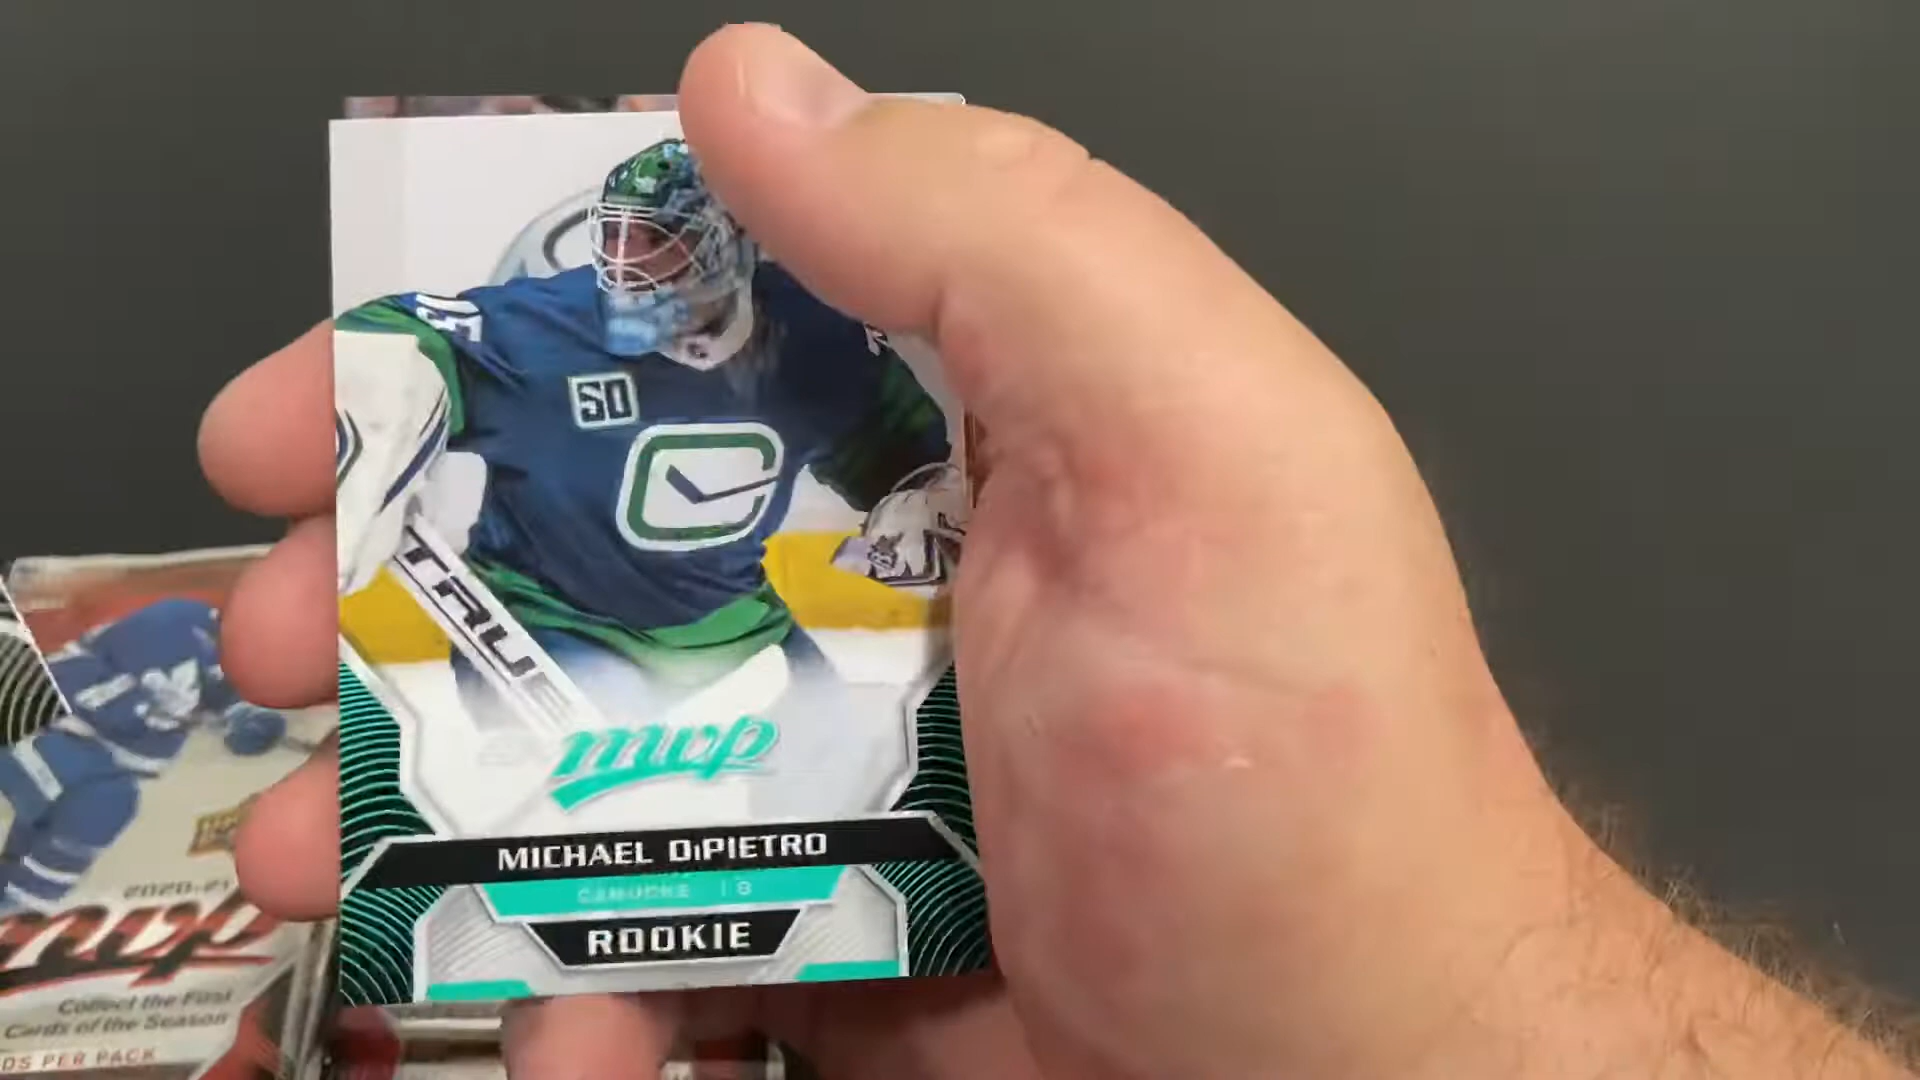 75
50
TRUE
mvp
MICHAEL DiPIETRO
CANUCKS | G
ROOKIE
2020-21
mvp
Collect the First
Cards of the Season
DS PER PACK